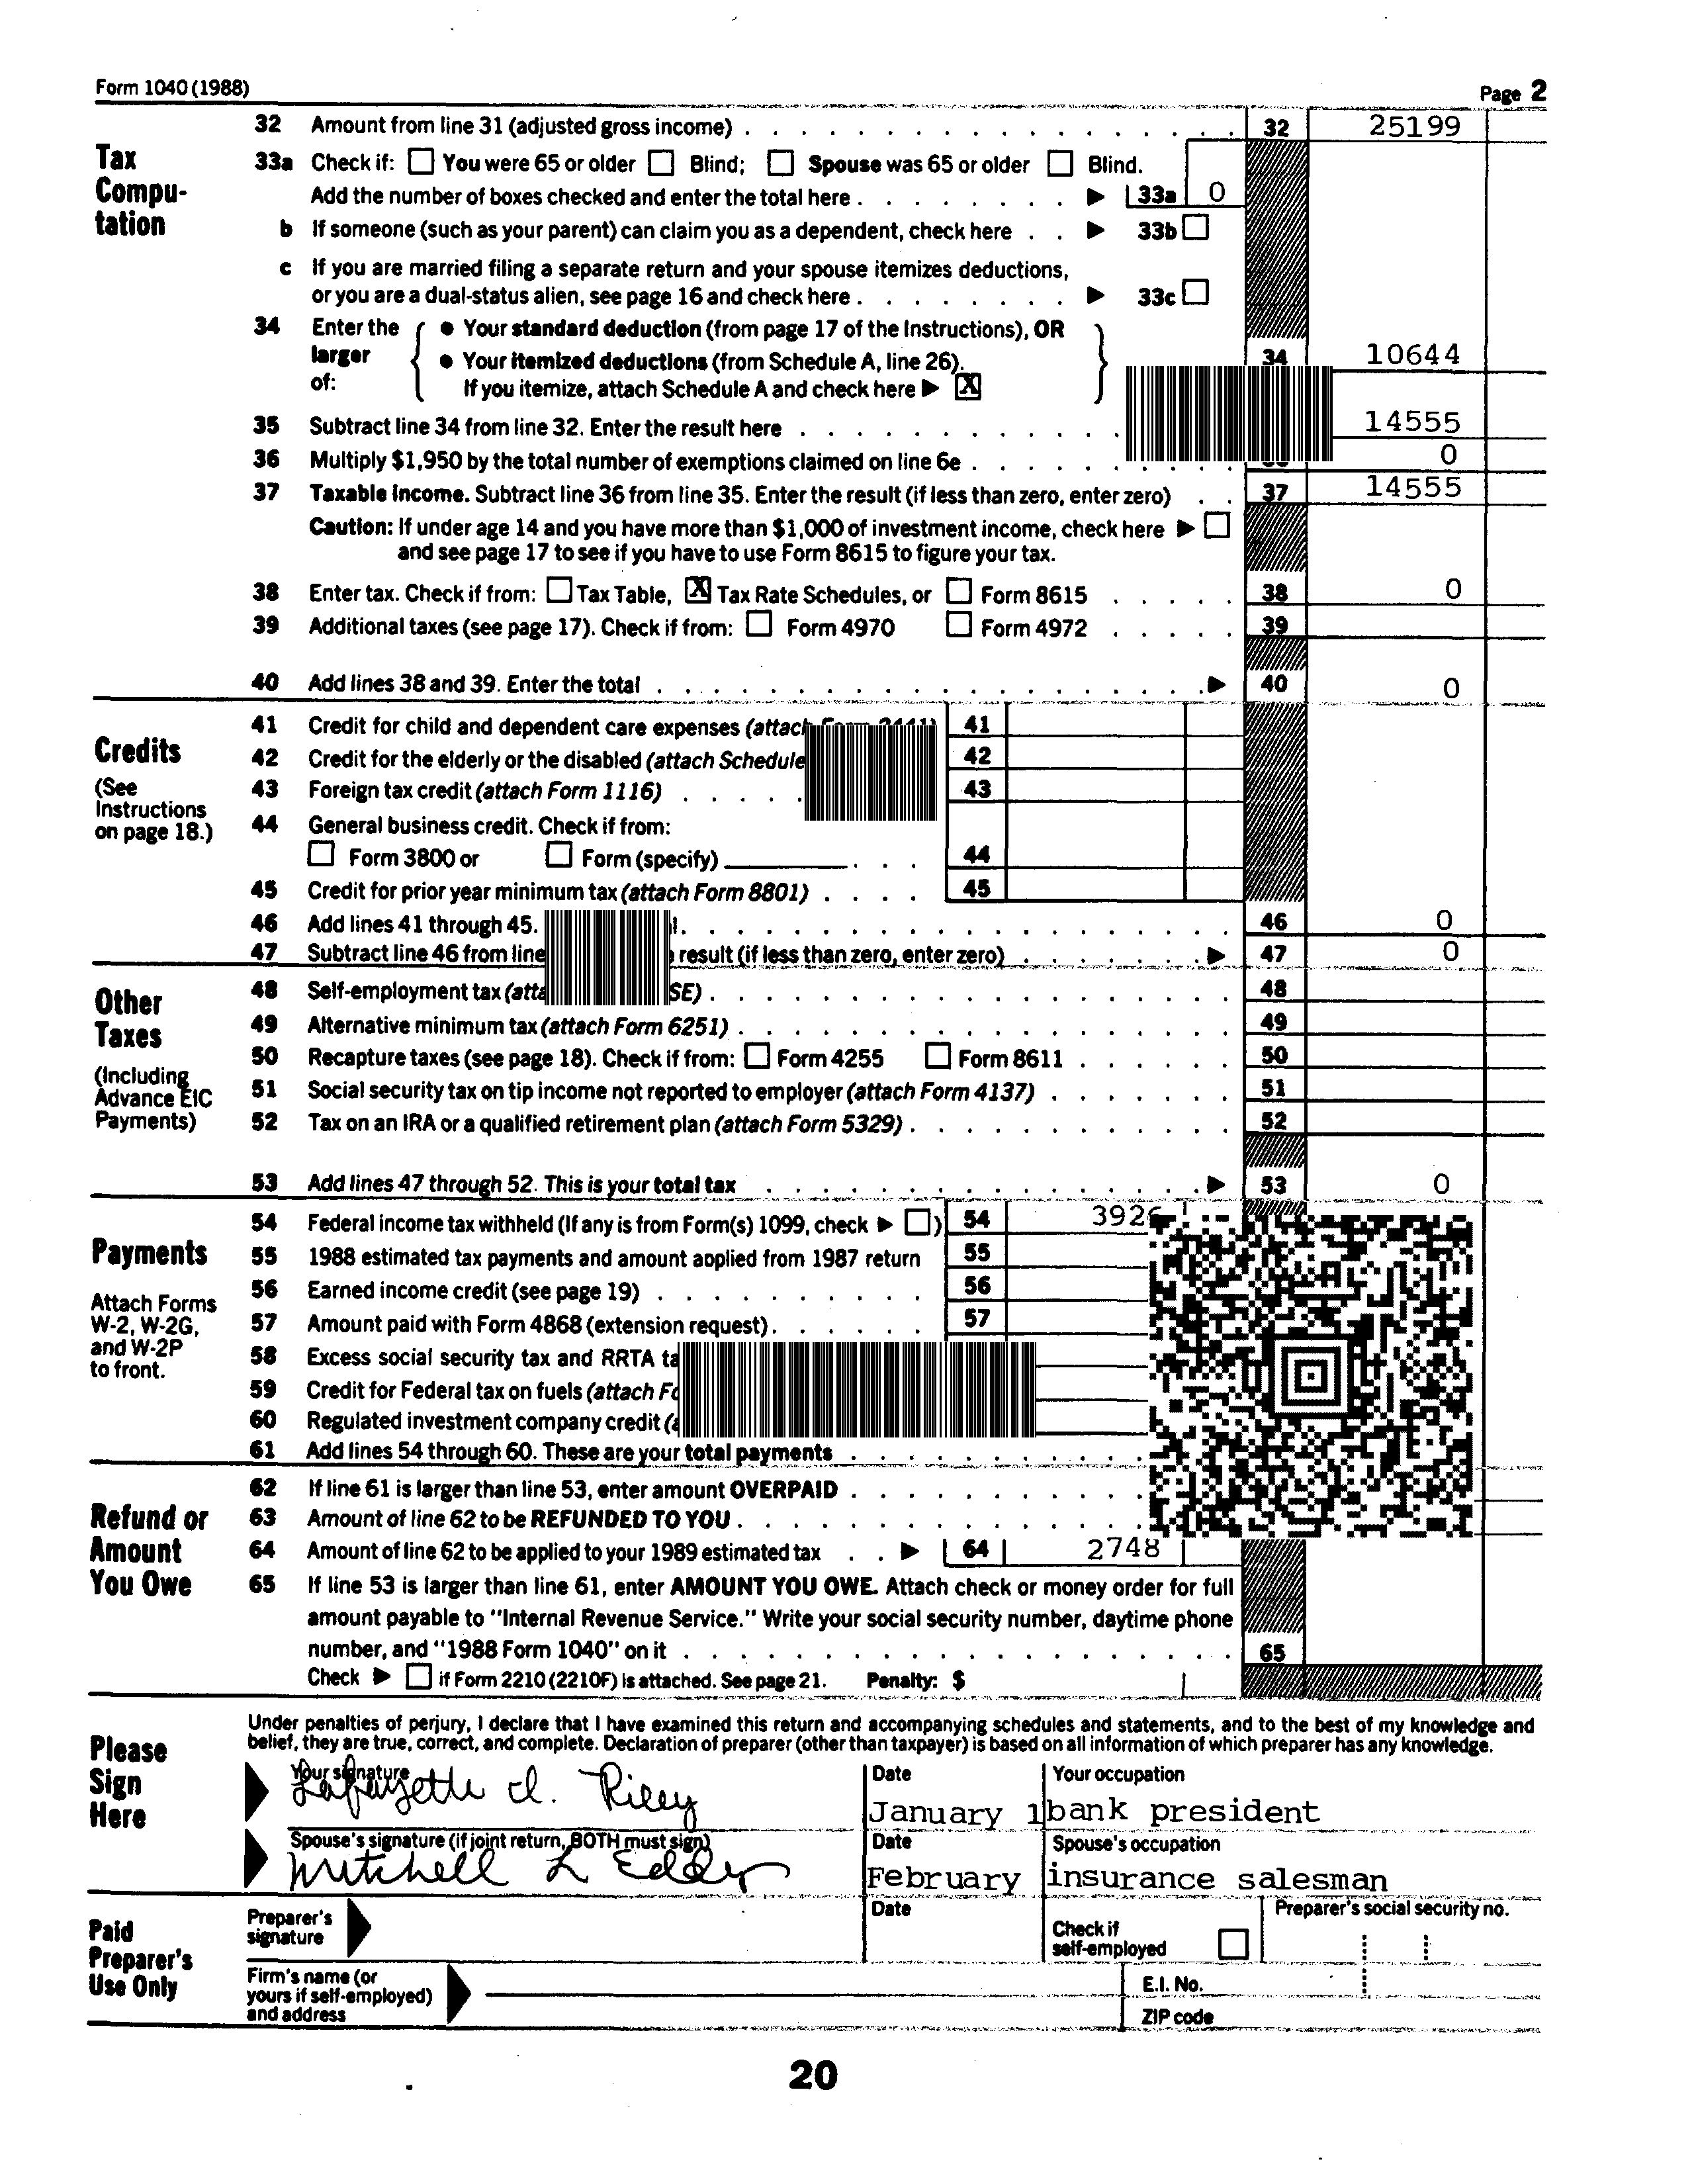 Form 1040 (1988) Page 2
Tax Compu- tation
32 Amount from line 31 (adjusted gross income) 32 25199
33a Check if: You were 65 or older Blind; Spouse was 65 or older Blind.
Add the number of boxes checked and enter the total here 33a 0
b If someone (such as your parent) can claim you as a dependent, check here 33b
c If you are married filing a separate return and your spouse itemizes deductions,
or you are a dual-status alien, see page 16 and check here 33c
34 Enter the larger of: Your standard deduction (from page 17 of the Instructions), OR
Your itemized deductions (from Schedule A, line 26). 34 10644
If you itemize, attach Schedule A and check here X
35 Subtract line 34 from line 32. Enter the result here 14555
36 Multiply $1,950 by the total number of exemptions claimed on line 6e 0
37 Taxable income. Subtract line 36 from line 35. Enter the result (if less than zero, enter zero) 37 14555
Caution: If under age 14 and you have more than $1,000 of investment income, check here
and see page 17 to see if you have to use Form 8615 to figure your tax.
38 Enter tax. Check if from: Tax Table, X Tax Rate Schedules, or Form 8615 38 0
39 Additional taxes (see page 17). Check if from: Form 4970 Form 4972 39
40 Add lines 38 and 39. Enter the total 40 0
Credits
(See Instructions on page 18.)
41 Credit for child and dependent care expenses (attach 41
42 Credit for the elderly or the disabled (attach Schedule 42
43 Foreign tax credit (attach Form 1116) 43
44 General business credit. Check if from:
Form 3800 or Form (specify) 44
45 Credit for prior year minimum tax (attach Form 8801) 45
46 Add lines 41 through 45. 46 0
47 Subtract line 46 from line result (if less than zero, enter zero) 47 0
Other Taxes
(Including Advance EIC Payments)
48 Self-employment tax SE) 48
49 Alternative minimum tax (attach Form 6251) 49
50 Recapture taxes (see page 18). Check if from: Form 4255 Form 8611 50
51 Social security tax on tip income not reported to employer (attach Form 4137) 51
52 Tax on an IRA or a qualified retirement plan (attach Form 5329) 52
53 Add lines 47 through 52. This is your total tax 53 0
Payments
Attach Forms W-2, W-2G, and W-2P to front.
54 Federal income tax withheld (If any is from Form(s) 1099, check ) 54
55 1988 estimated tax payments and amount applied from 1987 return 55
56 Earned income credit (see page 19) 56
57 Amount paid with Form 4868 (extension request) 57
58 Excess social security tax and RRTA
59 Credit for Federal tax on fuels (attach
60 Regulated investment company credit
61 Add lines 54 through 60. These are your total payments
Refund or Amount You Owe
62 If line 61 is larger than line 53, enter amount OVERPAID
63 Amount of line 62 to be REFUNDED TO YOU
64 Amount of line 62 to be applied to your 1989 estimated tax 64 2748
65 If line 53 is larger than line 61, enter AMOUNT YOU OWE. Attach check or money order for full
amount payable to "Internal Revenue Service." Write your social security number, daytime phone
number, and "1988 Form 1040" on it 65
Check if Form 2210 (2210F) is attached. See page 21. Penalty: $
Please Sign Here
Under penalties of perjury, I declare that I have examined this return and accompanying schedules and statements, and to the best of my knowledge and
belief, they are true, correct, and complete. Declaration of preparer (other than taxpayer) is based on all information of which preparer has any knowledge.
Your signature Date Your occupation
Lafayette d. Riley January 1 bank president
Spouse's signature (if joint return, BOTH must sign) Date Spouse's occupation
Mitchell L Eddy February insurance salesman
Paid Preparer's Use Only
Preparer's signature Date Check if self-employed Preparer's social security no.
Firm's name (or yours if self-employed) and address E.I. No.
ZIP code
20